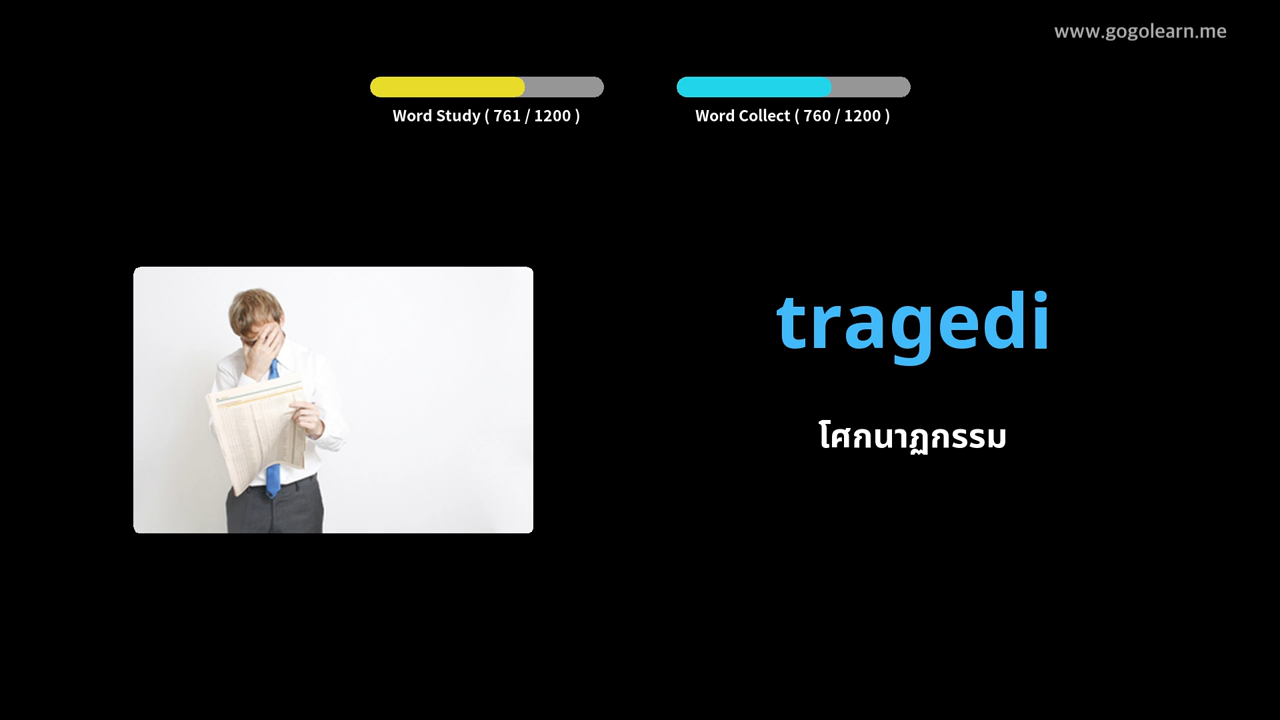 www.gogolearn.me
Word Study ( 761 / 1200 )
Word Collect ( 760 / 1200 )
tragedi
โศกนาฏกรรม